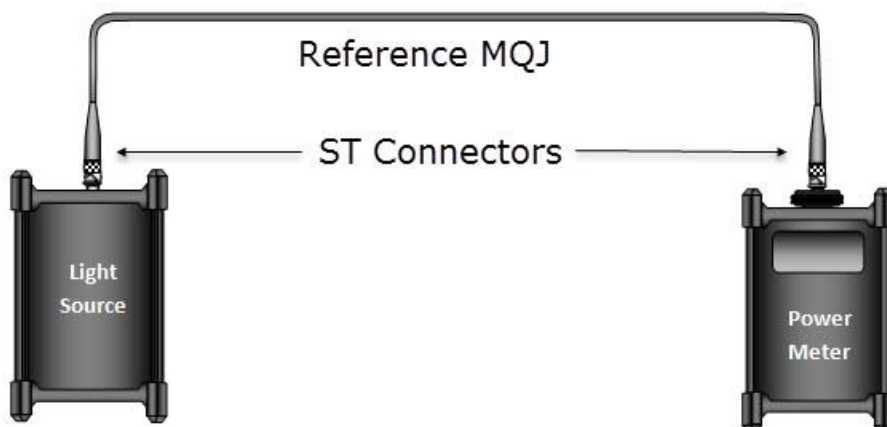 Reference MQJ
ST Connectors
Light
Source
Power
Meter